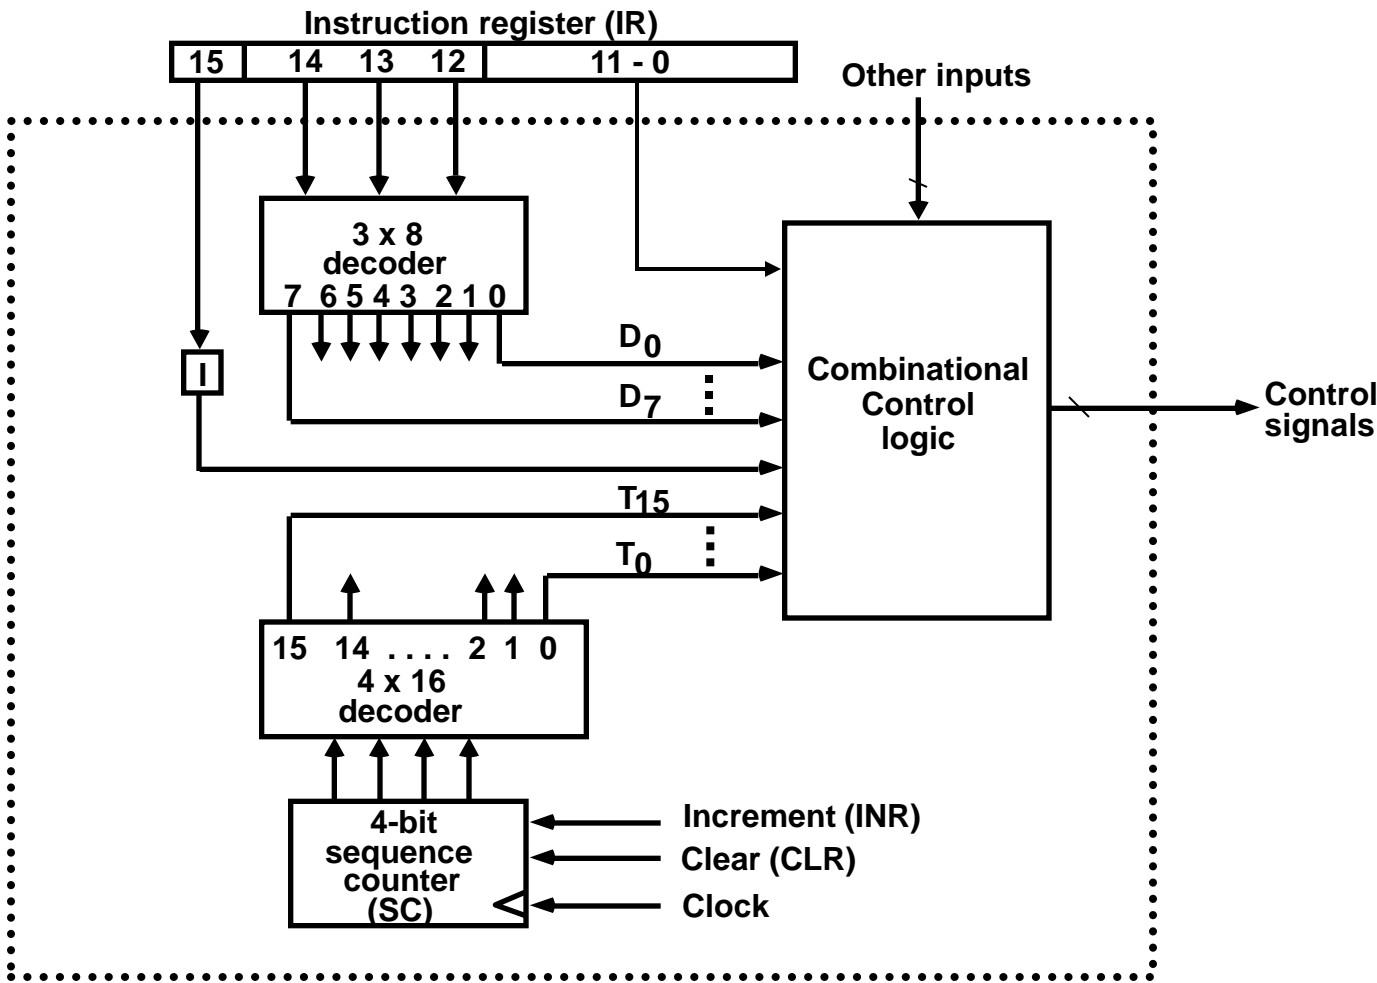 Instruction register (IR)
15 14 13 12 11 - 0
Other inputs
3 x 8
decoder
7 6 5 4 3 2 1 0
D0
I
Combinational
Control
logic
D7
Control
signals
T15
T0
15 14 . . . . 2 1 0
4 x 16
decoder
4-bit
sequence
counter
(SC)
Increment (INR)
Clear (CLR)
Clock